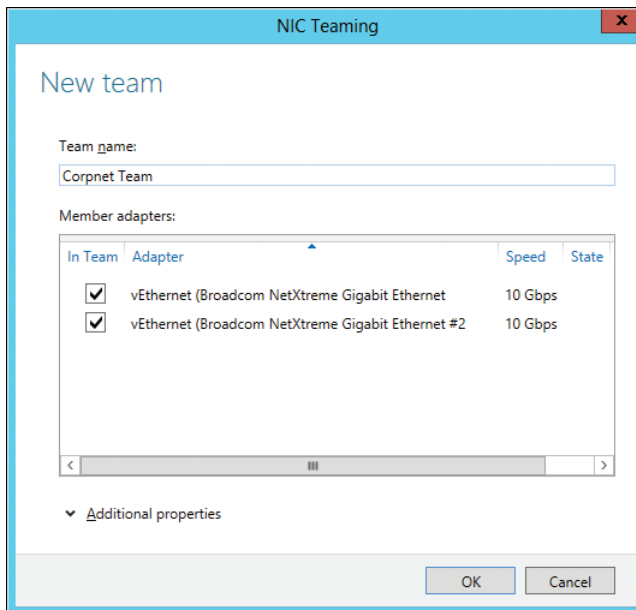 NIC Teaming
x
New team
Team name:
Corpnet Team
Member adapters:
In Team Adapter Speed State
vEthernet (Broadcom NetXtreme Gigabit Ethernet 10 Gbps
vEthernet (Broadcom NetXtreme Gigabit Ethernet #2 10 Gbps
Additional properties
OK Cancel